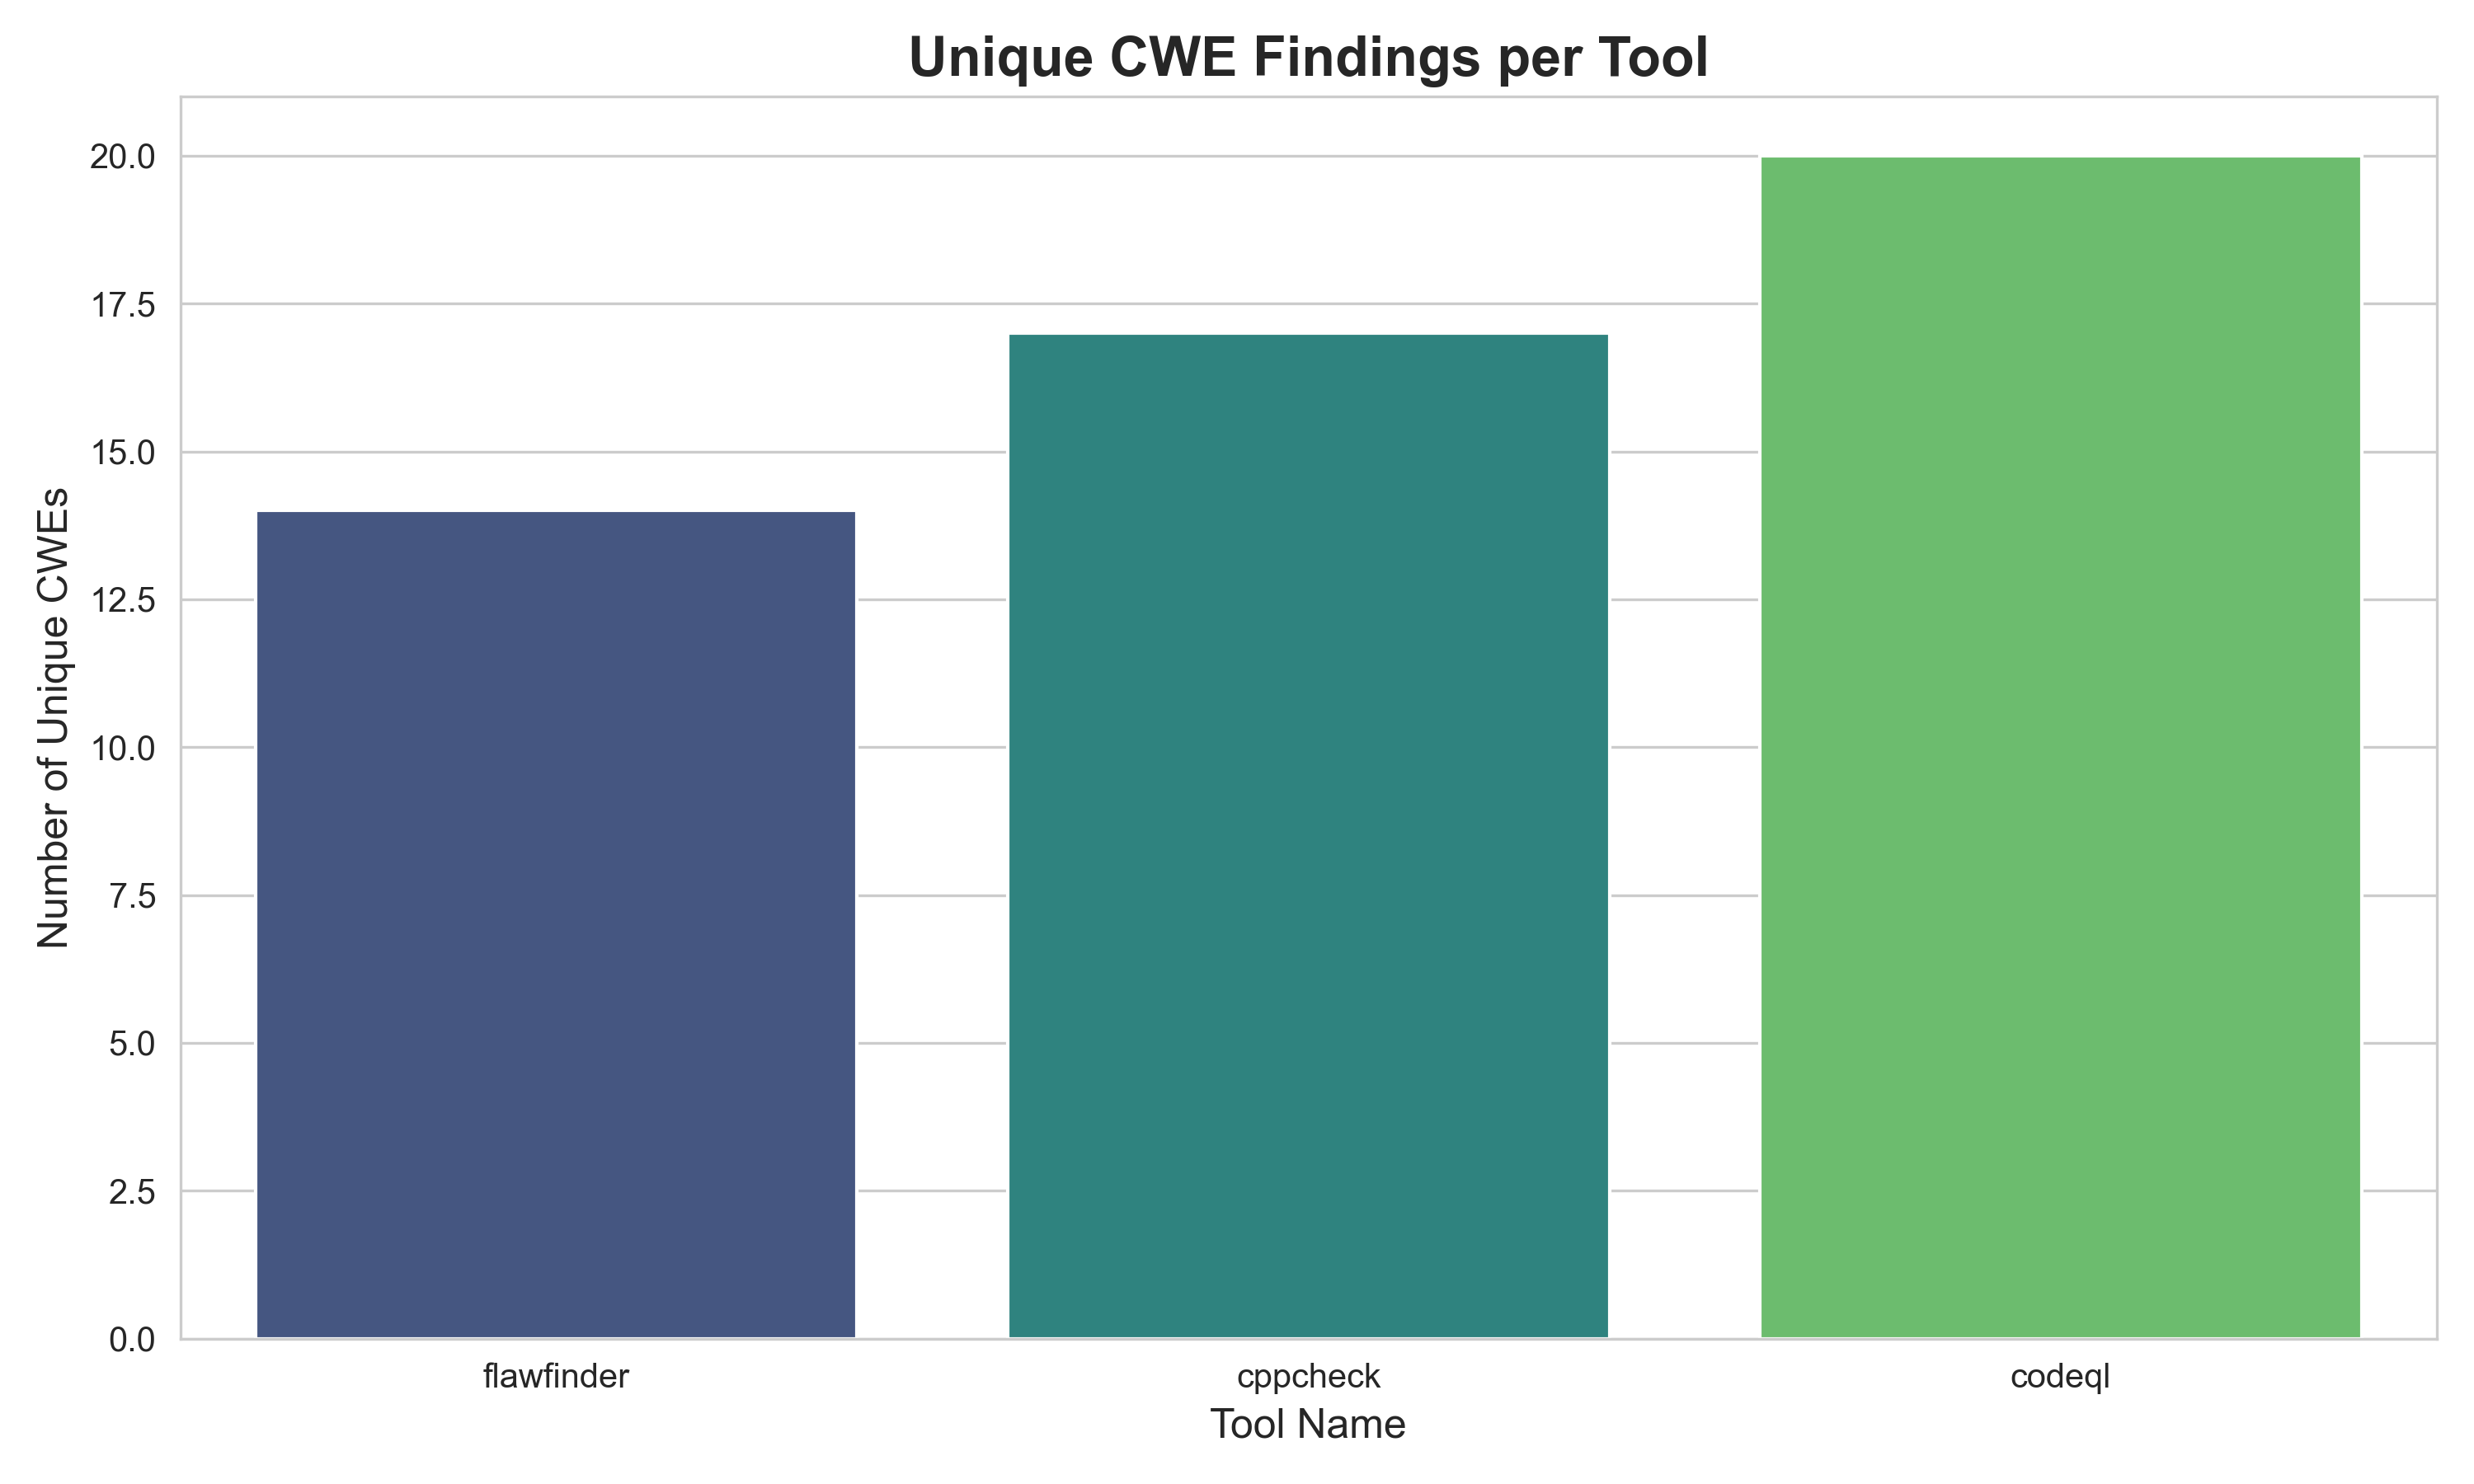 Unique CWE Findings per Tool
Number of Unique CWEs
20.0
17.5
15.0
12.5
10.0
7.5
5.0
2.5
0.0
flawfinder
cppcheck
codeql
Tool Name